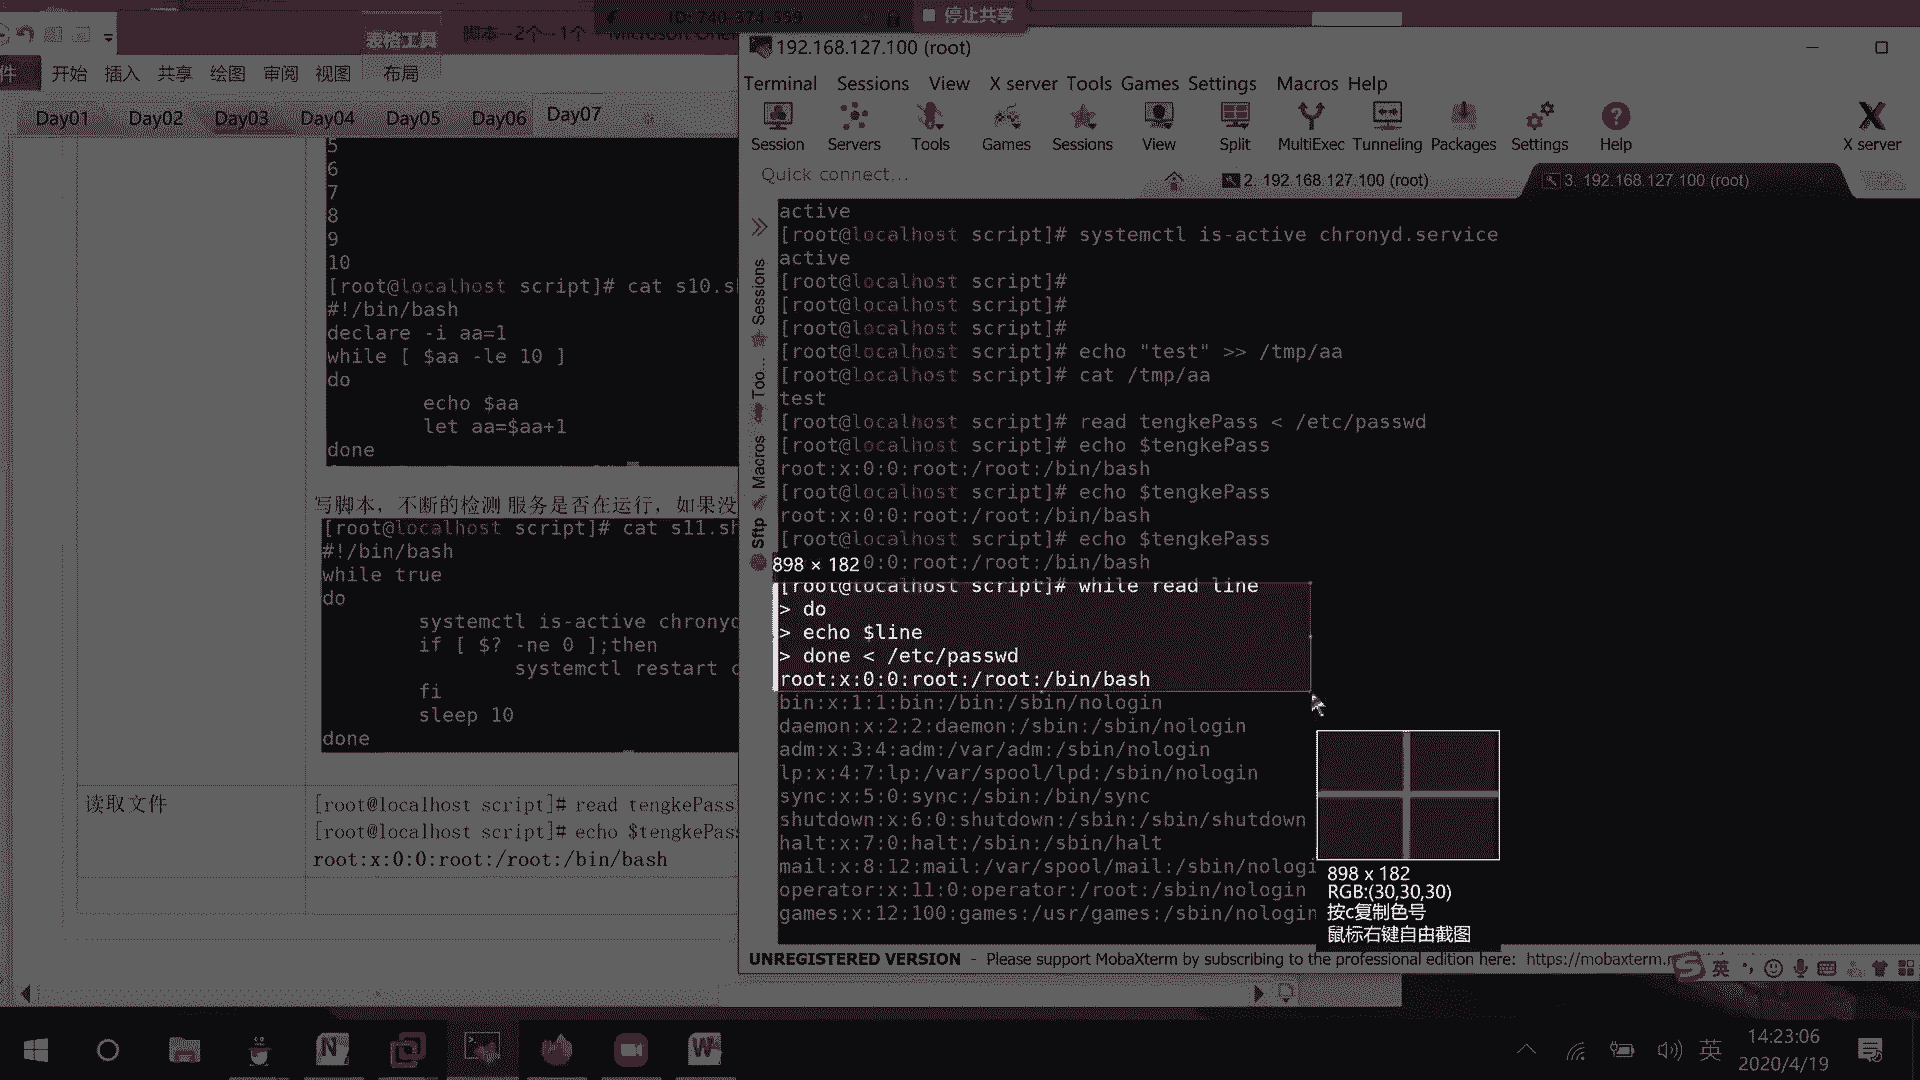 ID: 740-374-559
停止共享
表格工具
脚本--2个--1个
件
开始
插入
共享
绘图
审阅
视图
布局
Day01
Day02
Day03
Day04
Day05
Day06
Day07
5
6
7
8
9
10
[root@localhost script]# cat s10.s
#!/bin/bash
declare -i aa=1
while [ $aa -le 10 ]
do
echo $aa
let aa=$aa+1
done
写脚本，不断的检测 服务是否在运行，如果没
[root@localhost script]# cat s11.sh
#!/bin/bash
while true
do
systemctl is-active chronyd
if [ $? -ne 0 ];then
systemctl restart c
fi
sleep 10
done
读取文件
[root@localhost script]# read tengkePass
[root@localhost script]# echo $tengkePass
root:x:0:0:root:/root:/bin/bash
192.168.127.100 (root)
Terminal
Sessions
View
X server
Tools
Games
Settings
Macros
Help
Session
Servers
Tools
Games
Sessions
View
Split
MultiExec
Tunneling
Packages
Settings
Help
X server
Quick connect...
2. 192.168.127.100 (root)
3. 192.168.127.100 (root)
Sessions
Too...
Macros
Sftp
active
[root@localhost script]# systemctl is-active chronyd.service
active
[root@localhost script]#
[root@localhost script]#
[root@localhost script]#
[root@localhost script]# echo "test" >> /tmp/aa
[root@localhost script]# cat /tmp/aa
test
[root@localhost script]# read tengkePass < /etc/passwd
[root@localhost script]# echo $tengkePass
root:x:0:0:root:/root:/bin/bash
[root@localhost script]# echo $tengkePass
root:x:0:0:root:/root:/bin/bash
[root@localhost script]# echo $tengkePass
898 × 182
0:0:root:/root:/bin/bash
[root@localhost script]# while read line
> do
> echo $line
> done < /etc/passwd
root:x:0:0:root:/root:/bin/bash
bin:x:1:1:bin:/bin:/sbin/nologin
daemon:x:2:2:daemon:/sbin:/sbin/nologin
adm:x:3:4:adm:/var/adm:/sbin/nologin
lp:x:4:7:lp:/var/spool/lpd:/sbin/nologin
sync:x:5:0:sync:/sbin:/bin/sync
shutdown:x:6:0:shutdown:/sbin:/sbin/shutdown
halt:x:7:0:halt:/sbin:/sbin/halt
mail:x:8:12:mail:/var/spool/mail:/sbin/nologi
operator:x:11:0:operator:/root:/sbin/nologin
games:x:12:100:games:/usr/games:/sbin/nologin
898 x 182
RGB:(30,30,30)
按c复制色号
鼠标右键自由截图
UNREGISTERED VERSION - Please support MobaXterm by subscribing to the professional edition here: https://mobaxterm.
英
英
14:23:06
2020/4/19